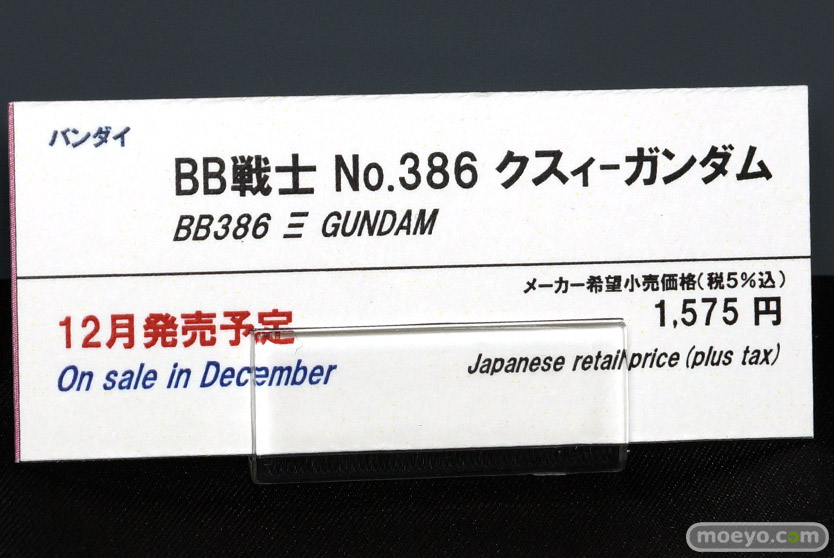 バンダイ
BB戦士 No.386 クスィーガンダム
BB386 Ξ GUNDAM
メーカー希望小売価格(税5%込)
1,575 円
12月発売予定
Japanese retail price (plus tax)
On sale in December
moeyo.com